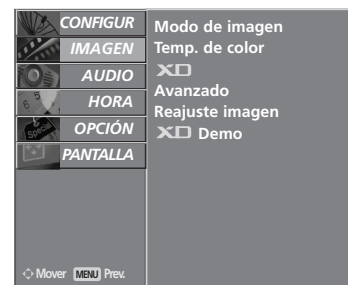 CONFIGUR
IMAGEN
AUDIO
HORA
OPCIÓN
PANTALLA
Modo de imagen
Temp. de color
XD
Avanzado
Reajuste imagen
XD Demo
Mover MENU Prev.